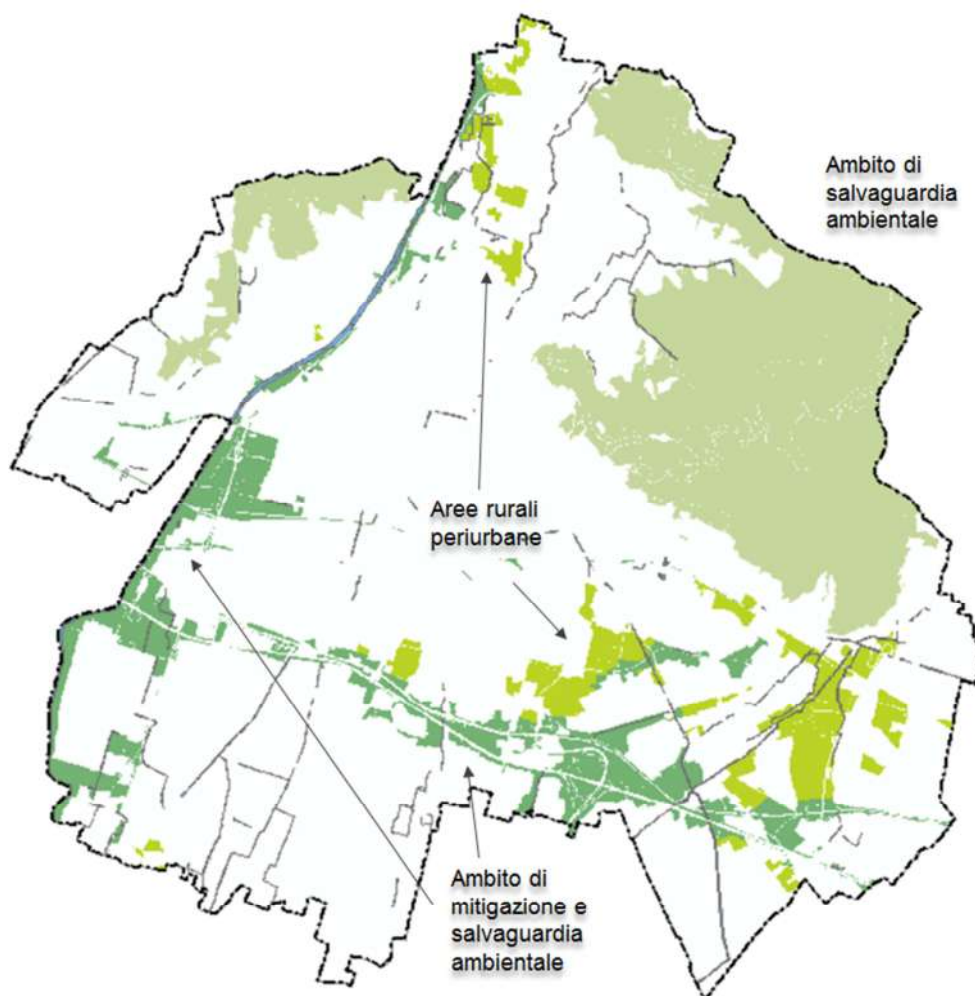 Ambito di
salvaguardia
ambientale
Aree rurali
periurbane
Ambito di
mitigazione e
salvaguardia
ambientale